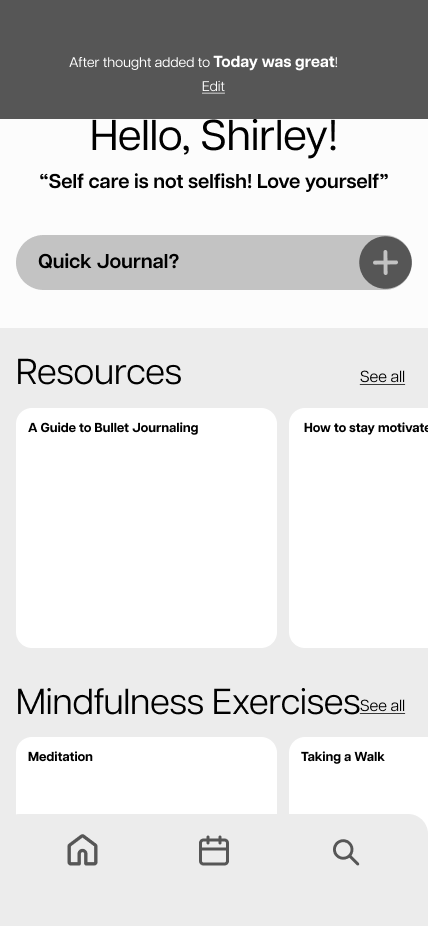 After thought added to Today was great!
Edit
Hello, Shirley!
“Self care is not selfish! Love yourself”
Quick Journal?
Resources
See all
A Guide to Bullet Journaling
How to stay motivate
Mindfulness Exercises
See all
Meditation
Taking a Walk